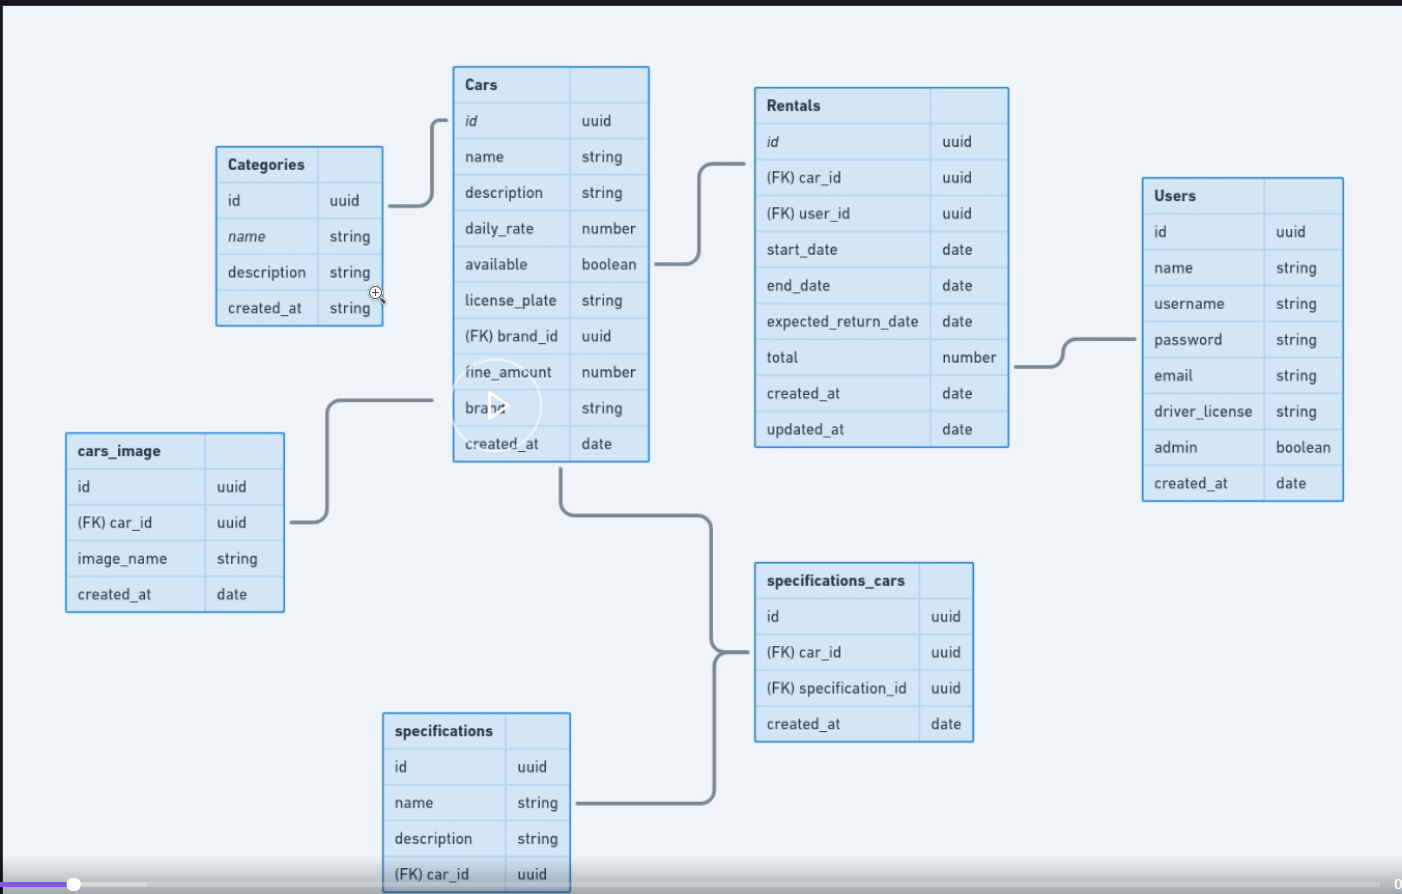 Cars
id uuid
name string
description string
daily_rate number
available boolean
license_plate string
(FK) brand_id uuid
fine_amount number
brand string
created_at date
Rentals
id uuid
(FK) car_id uuid
(FK) user_id uuid
start_date date
end_date date
expected_return_date date
total number
created_at date
updated_at date
Categories
id uuid
name string
description string
created_at string
Users
id uuid
name string
username string
password string
email string
driver_license string
admin boolean
created_at date
cars_image
id uuid
(FK) car_id uuid
image_name string
created_at date
specifications_cars
id uuid
(FK) car_id uuid
(FK) specification_id uuid
created_at date
specifications
id uuid
name string
description string
(FK) car_id uuid